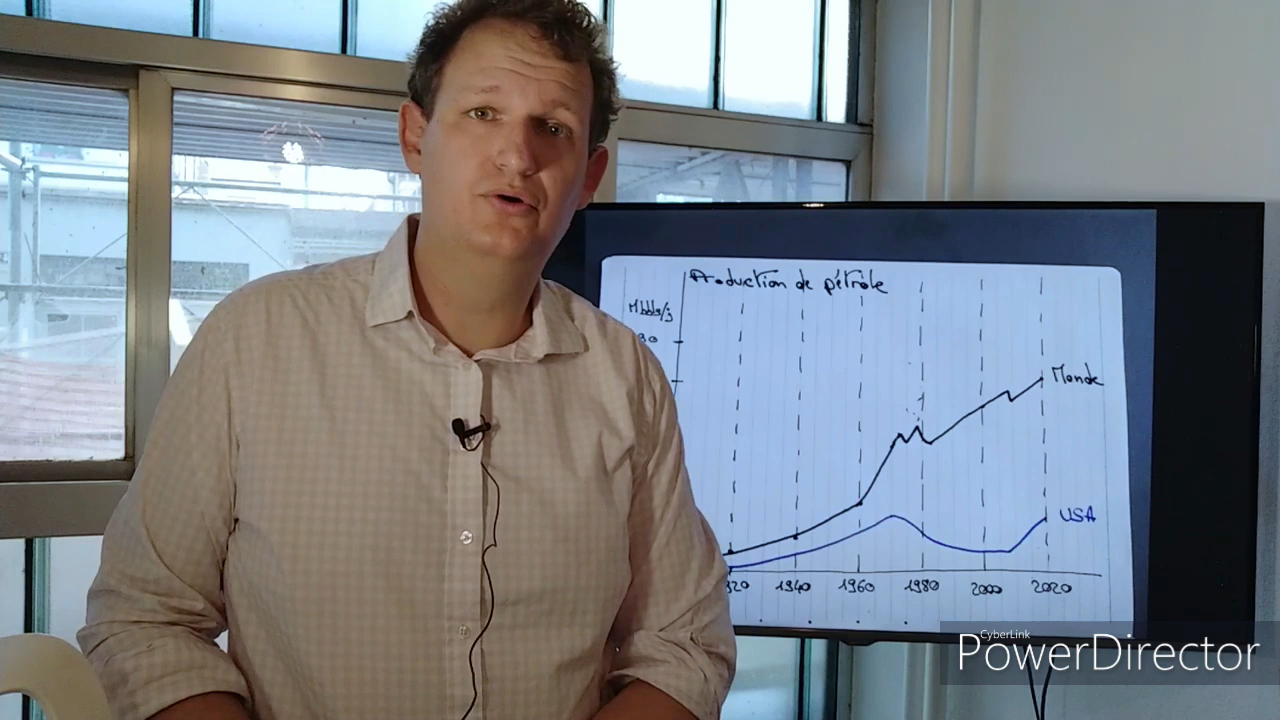 Production de pétrole
Mbbls/j
Monde
USA
1940 1960 1980 2000 2020
CyberLink
PowerDirector